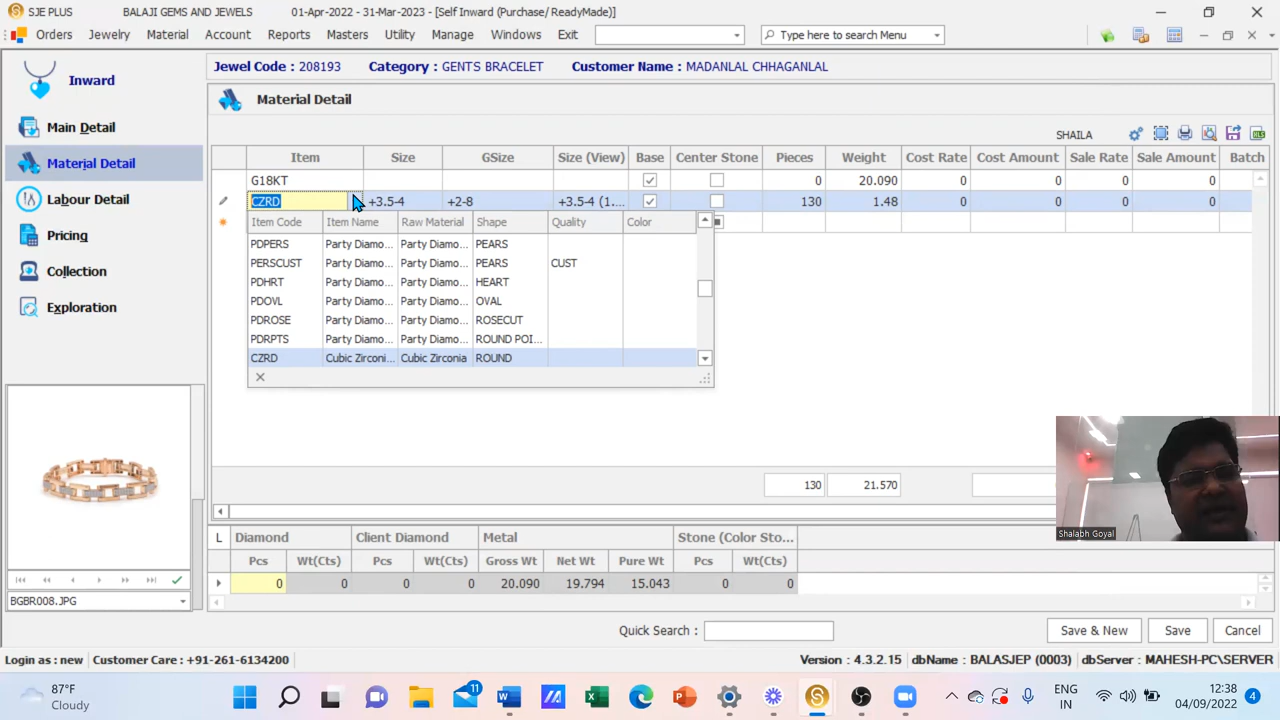 SJE PLUS BALAJI GEMS AND JEWELS 01-Apr-2022 - 31-Mar-2023 - [Self Inward (Purchase/ ReadyMade)]
Orders Jewelry Material Account Reports Masters Utility Manage Windows Exit Type here to search Menu
Jewel Code : 208193 Category : GENTS BRACELET Customer Name : MADANLAL CHHAGANLAL
Inward
Material Detail
Main Detail
SHAILA
Material Detail
Labour Detail
Pricing
Collection
Exploration
Item Size GSize Size (View) Base Center Stone Pieces Weight Cost Rate Cost Amount Sale Rate Sale Amount Batch
G18KT 0 20.090 0 0 0 0
CZRD +3.5-4 +2-8 +3.5-4 (1.... 130 1.48 0 0 0 0
Item Code Item Name Raw Material Shape Quality Color
PDPERS Party Diamo... Party Diamo... PEARS
PERSCUST Party Diamo... Party Diamo... PEARS CUST
PDHRT Party Diamo... Party Diamo... HEART
PDOVL Party Diamo... Party Diamo... OVAL
PDROSE Party Diamo... Party Diamo... ROSECUT
PDRPTS Party Diamo... Party Diamo... ROUND POI...
CZRD Cubic Zirconi... Cubic Zirconia ROUND
130 21.570
Shalabh Goyal
L Diamond Client Diamond Metal Stone (Color Sto...
Pcs Wt(Cts) Pcs Wt(Cts) Gross Wt Net Wt Pure Wt Pcs Wt(Cts)
0 0 0 0 20.090 19.794 15.043 0 0
BGBR008.JPG
Quick Search : Save & New Save Cancel
Login as : new Customer Care : +91-261-6134200 Version : 4.3.2.15 dbName : BALASJEP (0003) dbServer : MAHESH-PC\SERVER
87°F
Cloudy
11
ENG
IN
12:38
04/09/2022
4